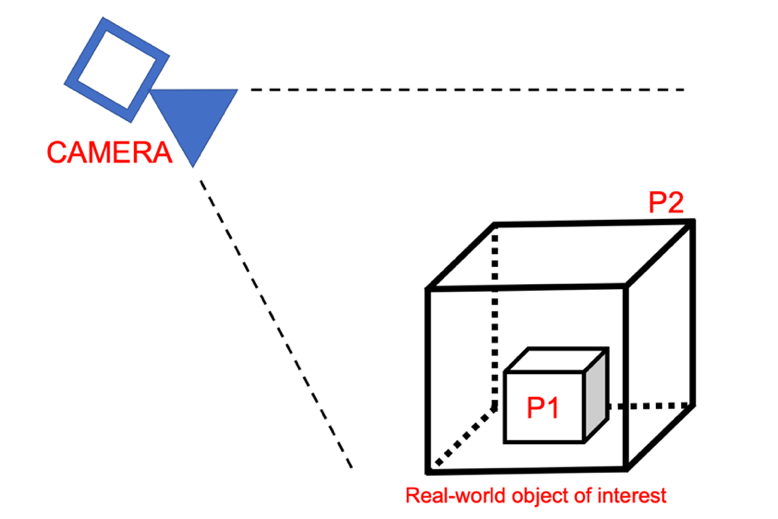 CAMERA
P2
P1
Real-world object of interest